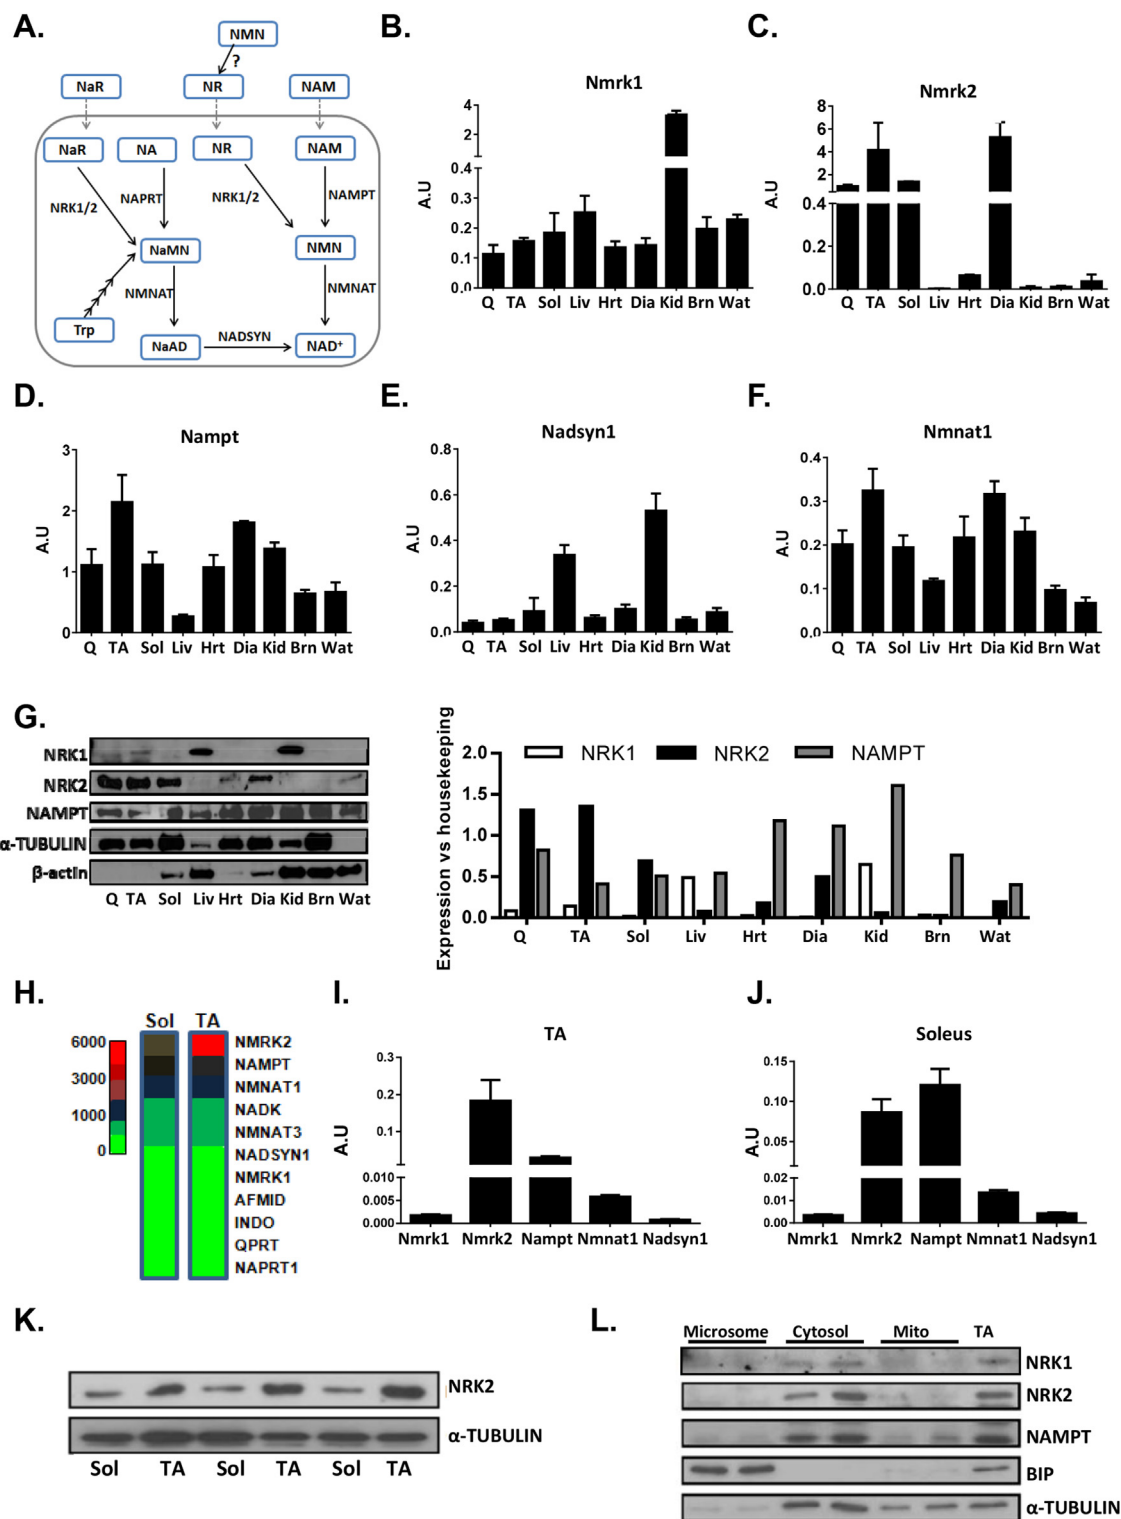 A.
NMN
?
NaR
NR
NAM
NaR
NA
NR
NAM
NRK1/2
NAPRT
NRK1/2
NAMPT
NaMN
NMN
NMNAT
NMNAT
Trp
NaAD
NADSYN
NAD+
B.
Nmrk1
A.U
4
2
0.4
0.3
0.2
0.1
0.0
Q TA Sol Liv Hrt Dia Kid Brn Wat
C.
Nmrk2
A.U
8
6
4
2
0.4
0.2
0.0
Q TA Sol Liv Hrt Dia Kid Brn Wat
D.
Nampt
A.U
3
2
1
0
Q TA Sol Liv Hrt Dia Kid Brn Wat
E.
Nadsyn1
A.U
0.8
0.6
0.4
0.2
0.0
Q TA Sol Liv Hrt Dia Kid Brn Wat
F.
Nmnat1
A.U
0.4
0.3
0.2
0.1
0.0
Q TA Sol Liv Hrt Dia Kid Brn Wat
G.
NRK1
NRK2
NAMPT
α-TUBULIN
β-actin
Q TA Sol Liv Hrt Dia Kid Brn Wat
Expression vs housekeeping
NRK1 NRK2 NAMPT
2.0
1.5
1.0
0.5
0.0
Q TA Sol Liv Hrt Dia Kid Brn Wat
H.
Sol TA
6000
3000
1000
0
NMRK2
NAMPT
NMNAT1
NADK
NMNAT3
NADSYN1
NMRK1
AFMID
INDO
QPRT
NAPRT1
I.
TA
A.U
0.3
0.2
0.1
0.010
0.005
0.000
Nmrk1 Nmrk2 Nampt Nmnat1 Nadsyn1
J.
Soleus
A.U
0.15
0.10
0.05
0.02
0.01
0.00
Nmrk1 Nmrk2 Nampt Nmnat1 Nadsyn1
K.
NRK2
α-TUBULIN
Sol TA Sol TA Sol TA
L.
Microsome Cytosol Mito TA
NRK1
NRK2
NAMPT
BIP
α-TUBULIN